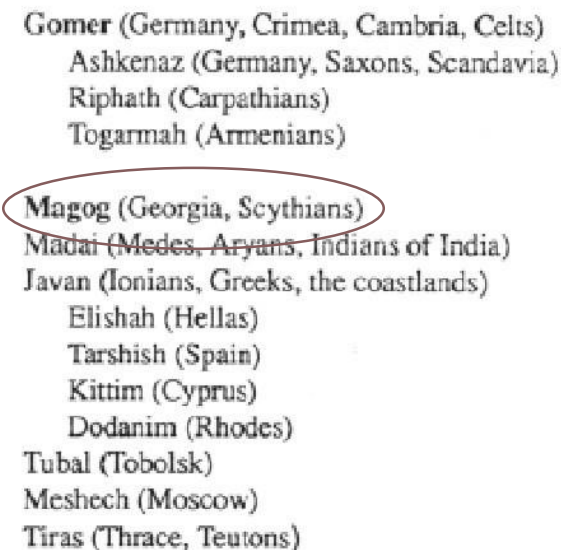 Gomer (Germany, Crimea, Cambria, Celts)
Ashkenaz (Germany, Saxons, Scandavia)
Riphath (Carpathians)
Togarmah (Armenians)
Magog (Georgia, Scythians)
Madai (Medes, Aryans, Indians of India)
Javan (Ionians, Greeks, the coastlands)
Elishah (Hellas)
Tarshish (Spain)
Kittim (Cyprus)
Dodanim (Rhodes)
Tubal (Tobolsk)
Meshech (Moscow)
Tiras (Thrace, Teutons)